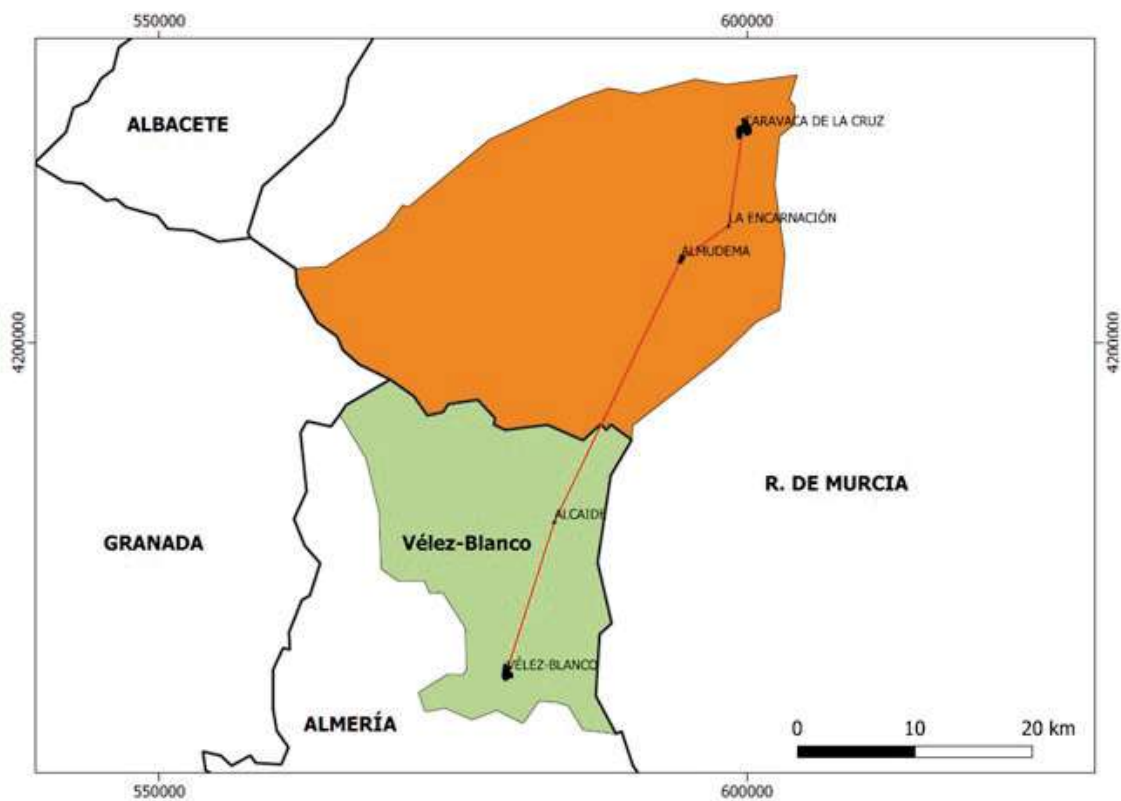 550000
600000
ALBACETE
CARAVACA DE LA CRUZ
LA ENCARNACIÓN
ALMUDEMA
4200000
4200000
R. DE MURCIA
ALCAIDE
GRANADA
Vélez-Blanco
VÉLEZ-BLANCO
ALMERÍA
0 10 20 km
550000
600000